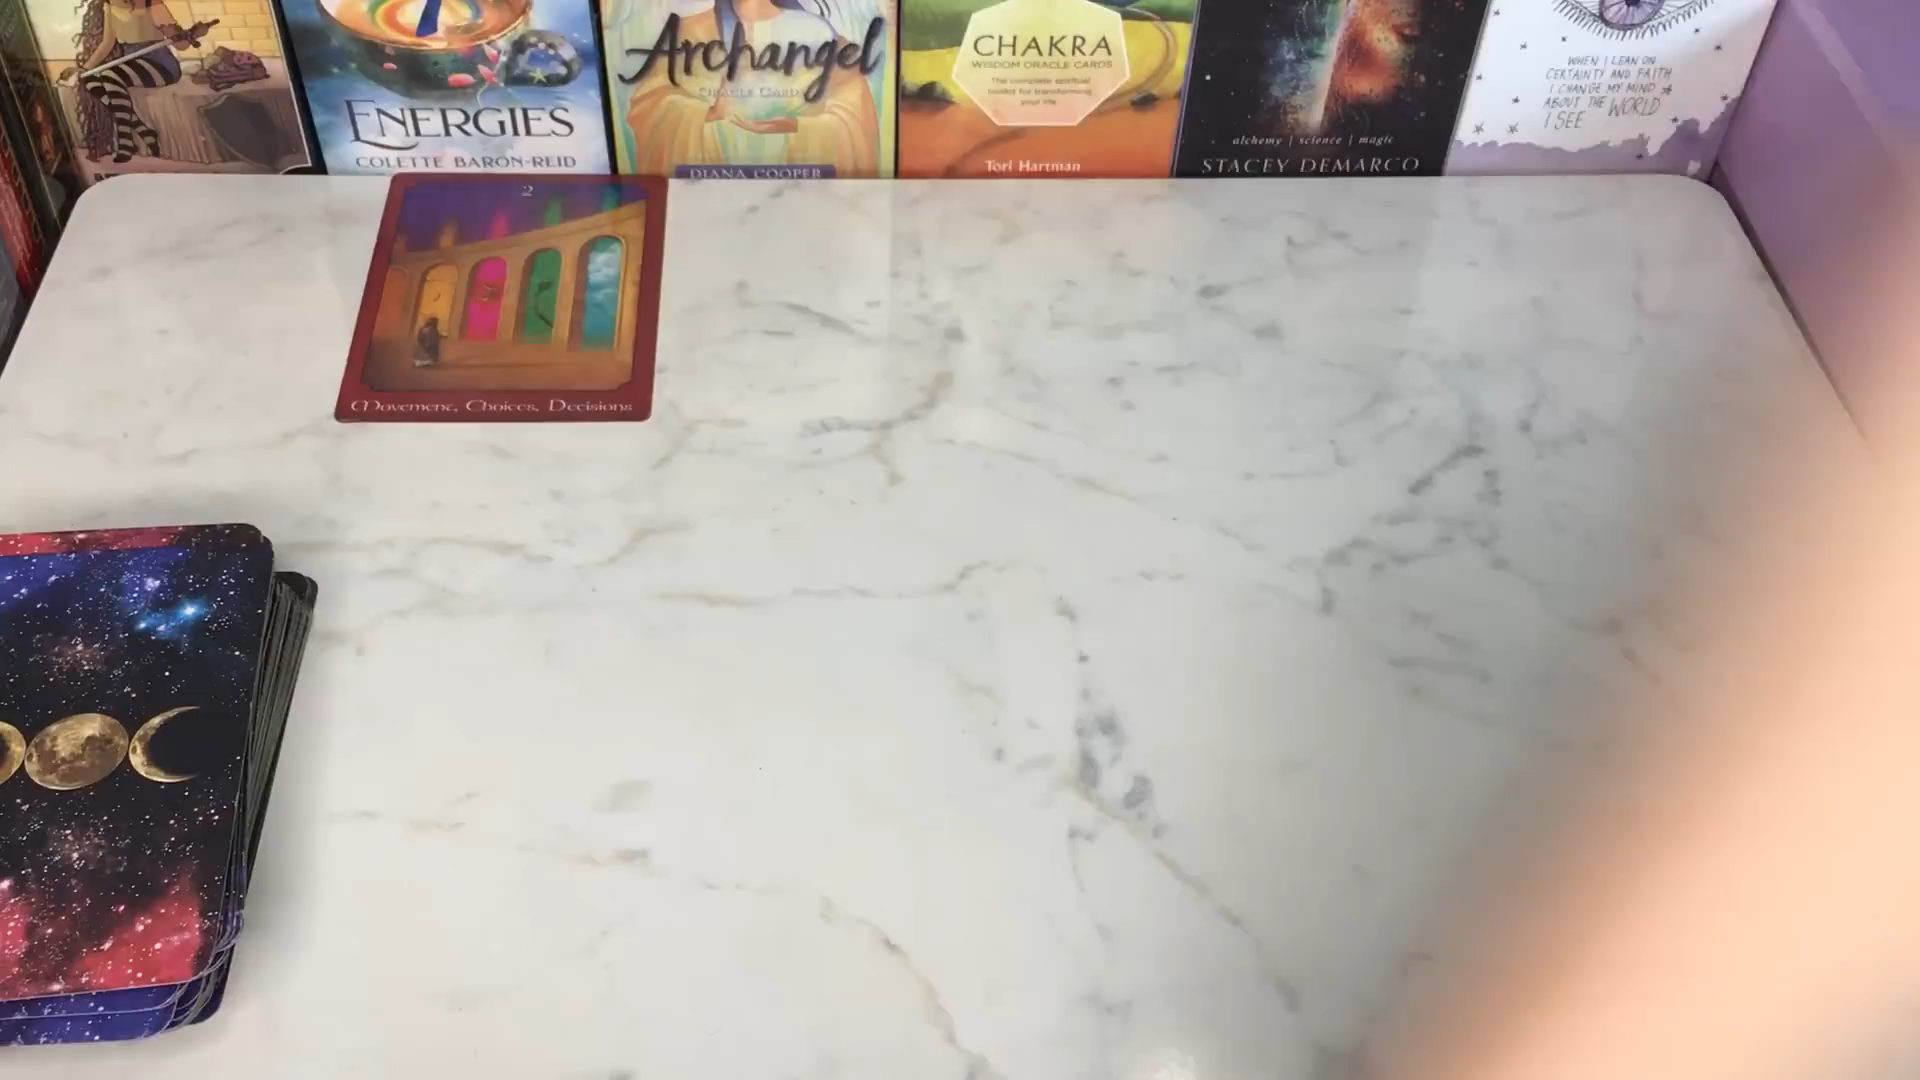 ENERGIES
COLETTE BARON-REID
Archangel
ORACLE CARDS
DIANA COOPER
CHAKRA
WISDOM ORACLE CARDS
The complete spiritual
toolkit for transforming
your life
Tori Hartman
alchemy | science | magic
STACEY DEMARCO
WHEN I LEAN ON
CERTAINTY AND FAITH
I CHANGE MY MIND
ABOUT THE WORLD
I SEE
2
Movement, Choices, Decisions